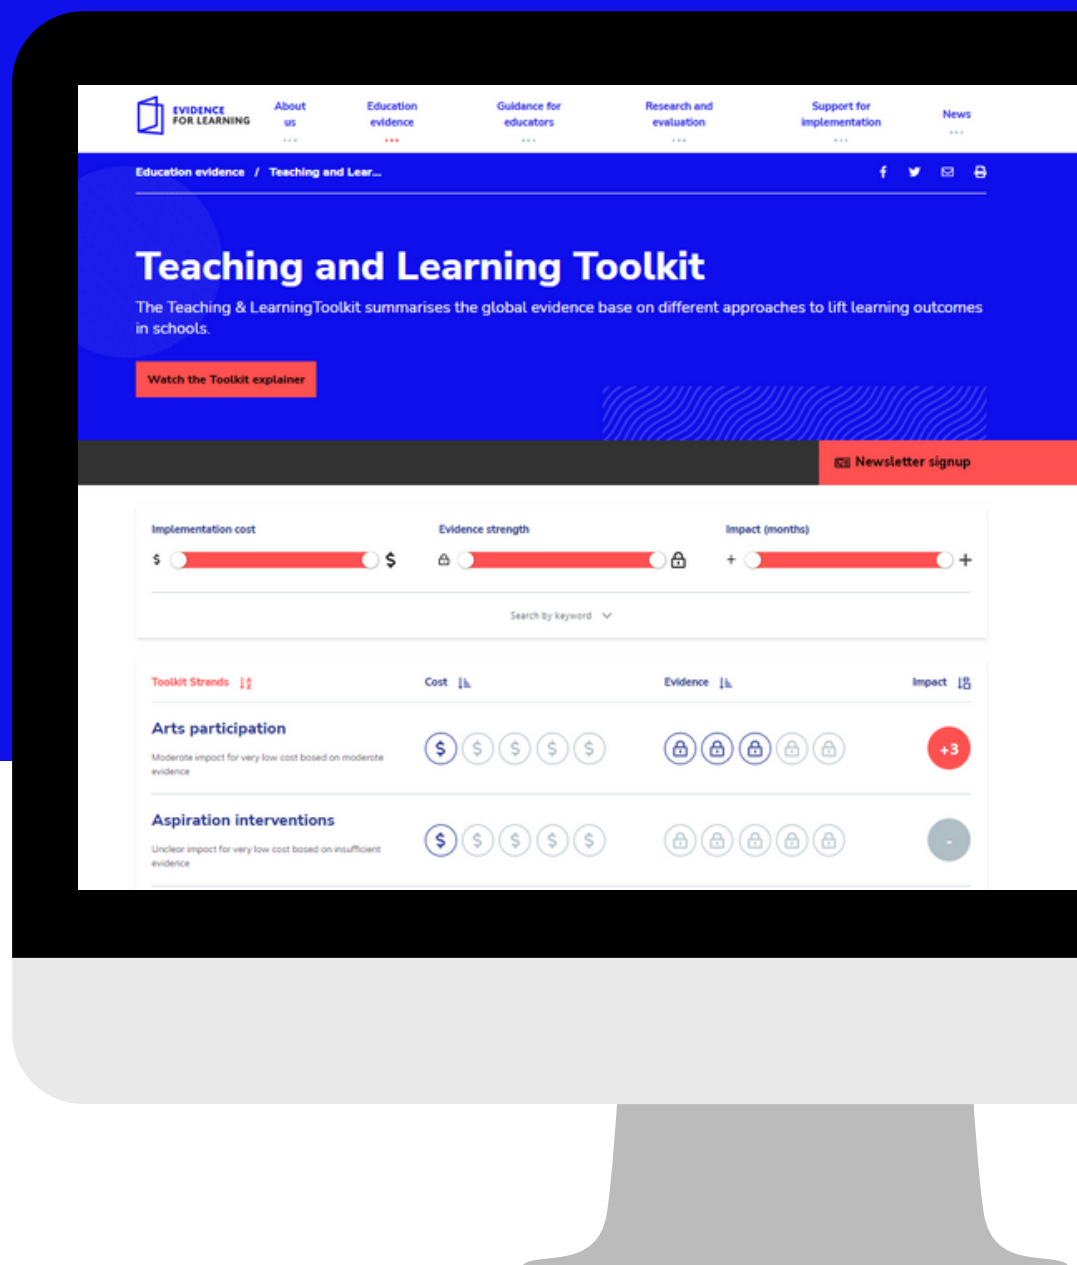 EVIDENCE
FOR LEARNING
About
us
Education
evidence
Guidance for
educators
Research and
evaluation
Support for
implementation
News
Education evidence / Teaching and Lear...
Teaching and Learning Toolkit
The Teaching & LearningToolkit summarises the global evidence base on different approaches to lift learning outcomes
in schools.
Watch the Toolkit explainer
Newsletter signup
Implementation cost
Evidence strength
Impact (months)
$ $
+ +
Search by keyword
Toolkit Strands
Cost
Evidence
Impact
Arts participation
Moderate impact for very low cost based on moderate
evidence
$ $ $ $ $
+3
Aspiration interventions
Unclear impact for very low cost based on insufficient
evidence
$ $ $ $ $
-